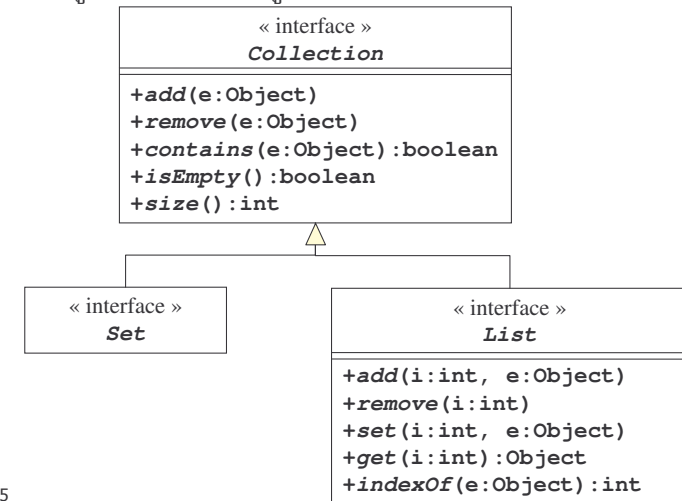 « interface »
Collection
+add(e:Object)
+remove(e:Object)
+contains(e:Object):boolean
+isEmpty():boolean
+size():int
« interface »
Set
« interface »
List
+add(i:int, e:Object)
+remove(i:int)
+set(i:int, e:Object)
+get(i:int):Object
+indexOf(e:Object):int
5